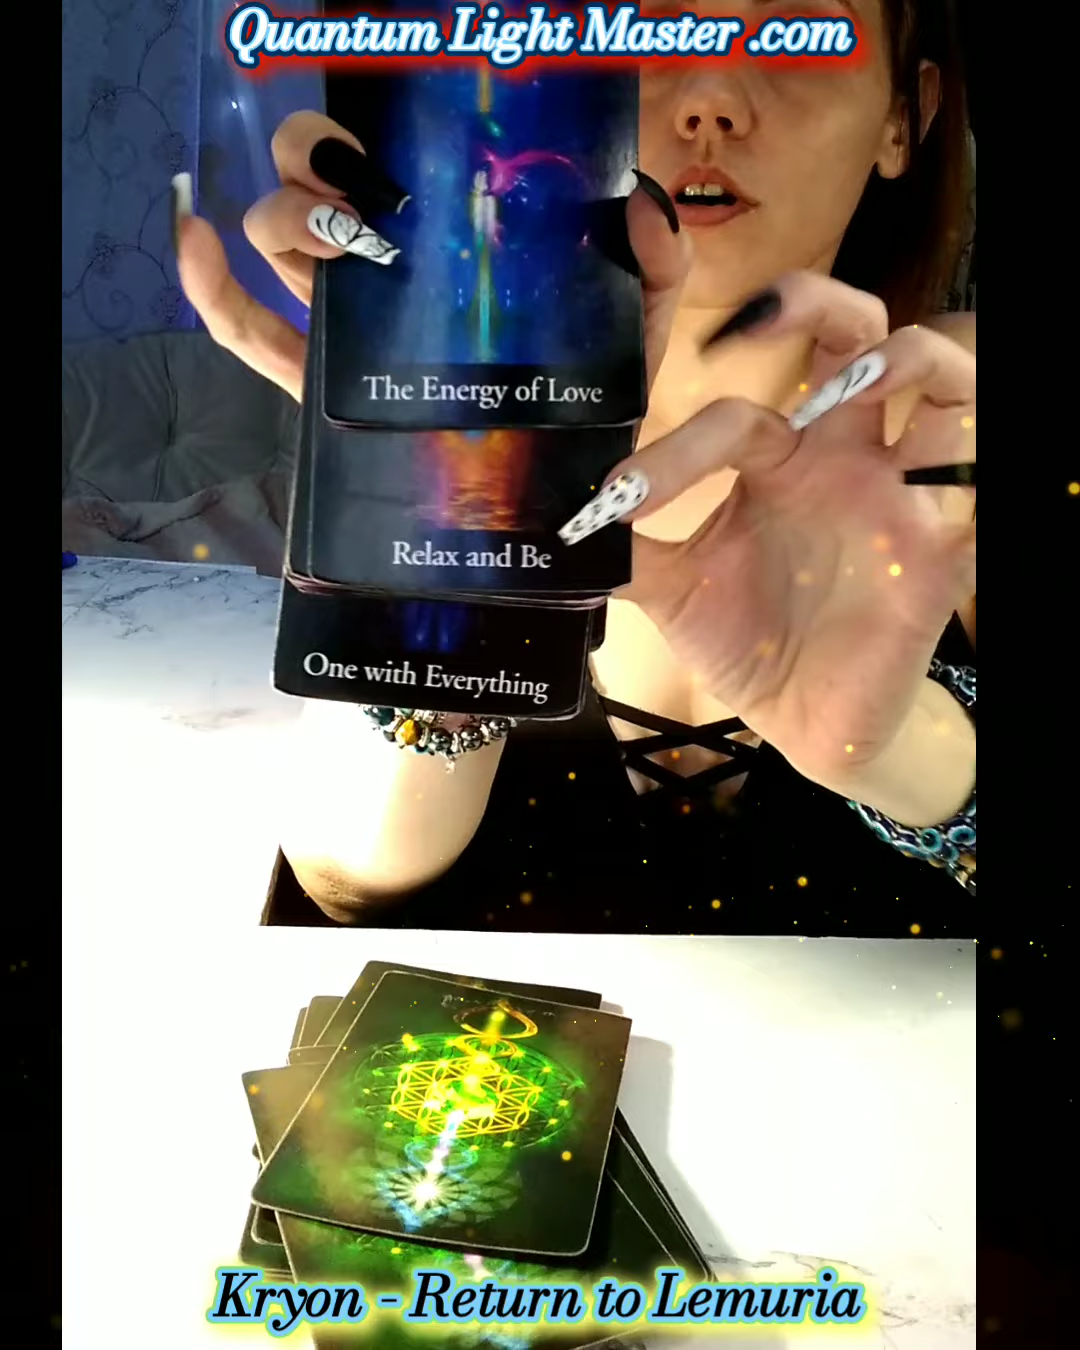 Quantum Light Master .com
The Energy of Love
Relax and Be
One with Everything
Kryon - Return to Lemuria